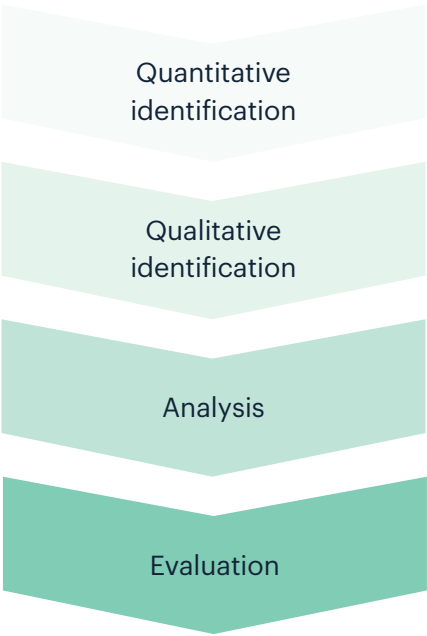 Quantitative
identification
Qualitative
identification
Analysis
Evaluation